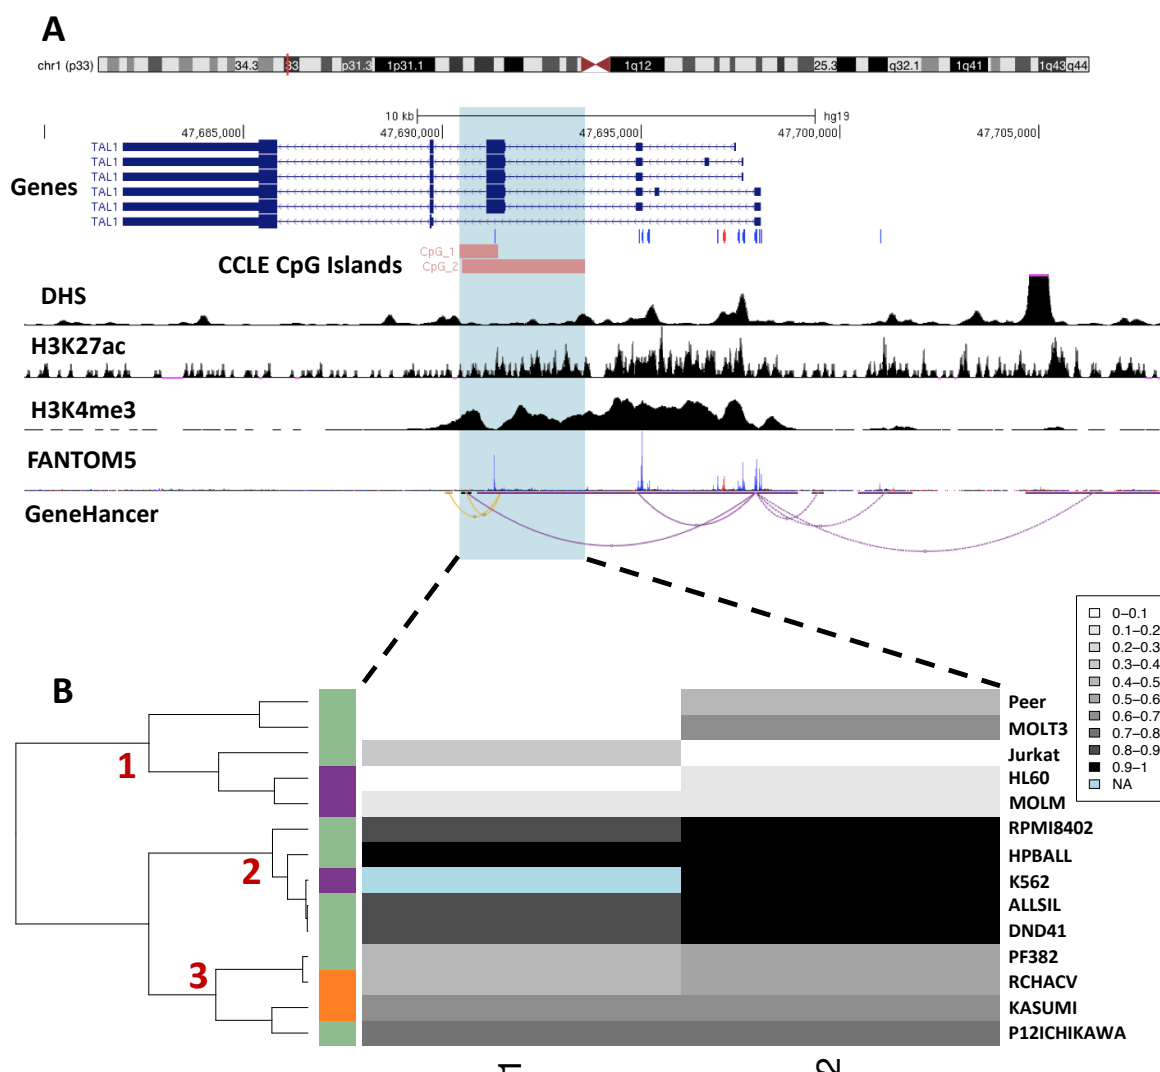 A
chr1 (p33) 34.3 33 p31.3 1p31.1 1q12 25.3 q32.1 1q41 1q43 q44
10 kb hg19
47,685,000 47,690,000 47,695,000 47,700,000 47,705,000
TAL1
TAL1
TAL1
Genes TAL1
TAL1
TAL1
CpG_1
CCLE CpG Islands CpG_2
DHS
H3K27ac
H3K4me3
FANTOM5
GeneHancer
0–0.1
0.1–0.2
0.2–0.3
0.3–0.4
0.4–0.5
0.5–0.6
0.6–0.7
0.7–0.8
0.8–0.9
0.9–1
NA
B
Peer
MOLT3
1 Jurkat
HL60
MOLM
RPMI8402
HPBALL
2 K562
ALLSIL
DND41
PF382
3 RCHACV
KASUMI
P12ICHIKAWA
1 2